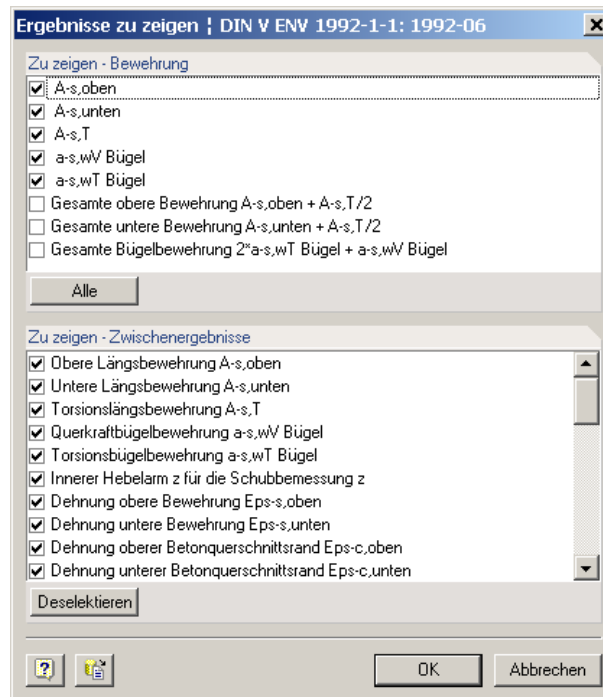 Ergebnisse zu zeigen ¦ DIN V ENV 1992-1-1: 1992-06
Zu zeigen - Bewehrung
A-s,oben
A-s,unten
A-s,T
a-s,wV Bügel
a-s,wT Bügel
Gesamte obere Bewehrung A-s,oben + A-s,T/2
Gesamte untere Bewehrung A-s,unten + A-s,T/2
Gesamte Bügelbewehrung 2*a-s,wT Bügel + a-s,wV Bügel
Alle
Zu zeigen - Zwischenergebnisse
Obere Längsbewehrung A-s,oben
Untere Längsbewehrung A-s,unten
Torsionslängsbewehrung A-s,T
Querkraftbügelbewehrung a-s,wV Bügel
Torsionsbügelbewehrung a-s,wT Bügel
Innerer Hebelarm z für die Schubbemessung z
Dehnung obere Bewehrung Eps-s,oben
Dehnung untere Bewehrung Eps-s,unten
Dehnung oberer Betonquerschnittsrand Eps-c,oben
Dehnung unterer Betonquerschnittsrand Eps-c,unten
Deselektieren
OK Abbrechen